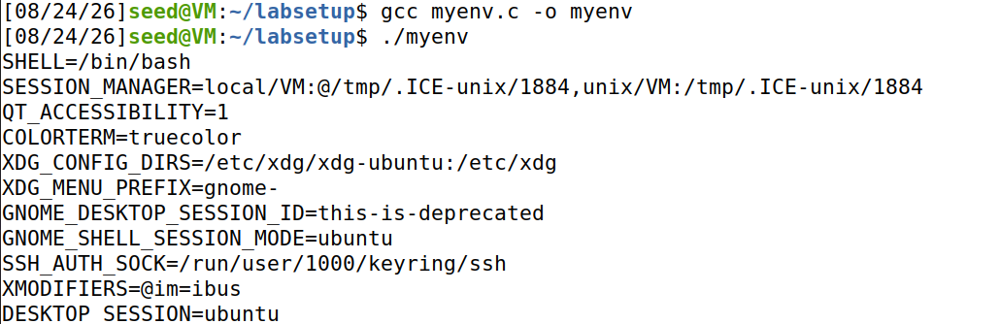 [08/24/26]seed@VM:~/labsetup$ gcc myenv.c -o myenv
[08/24/26]seed@VM:~/labsetup$ ./myenv
SHELL=/bin/bash
SESSION_MANAGER=local/VM:@/tmp/.ICE-unix/1884,unix/VM:/tmp/.ICE-unix/1884
QT_ACCESSIBILITY=1
COLORTERM=truecolor
XDG_CONFIG_DIRS=/etc/xdg/xdg-ubuntu:/etc/xdg
XDG_MENU_PREFIX=gnome-
GNOME_DESKTOP_SESSION_ID=this-is-deprecated
GNOME_SHELL_SESSION_MODE=ubuntu
SSH_AUTH_SOCK=/run/user/1000/keyring/ssh
XMODIFIERS=@im=ibus
DESKTOP_SESSION=ubuntu